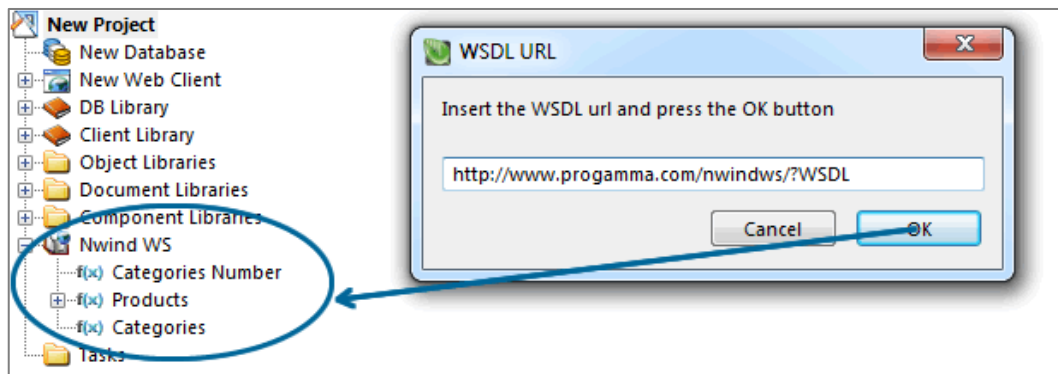 New Project
New Database
New Web Client
DB Library
Client Library
Object Libraries
Document Libraries
Component Libraries
Nwind WS
f(x) Categories Number
f(x) Products
f(x) Categories
Tasks
WSDL URL
Insert the WSDL url and press the OK button
http://www.progamma.com/nwindws/?WSDL
Cancel
OK